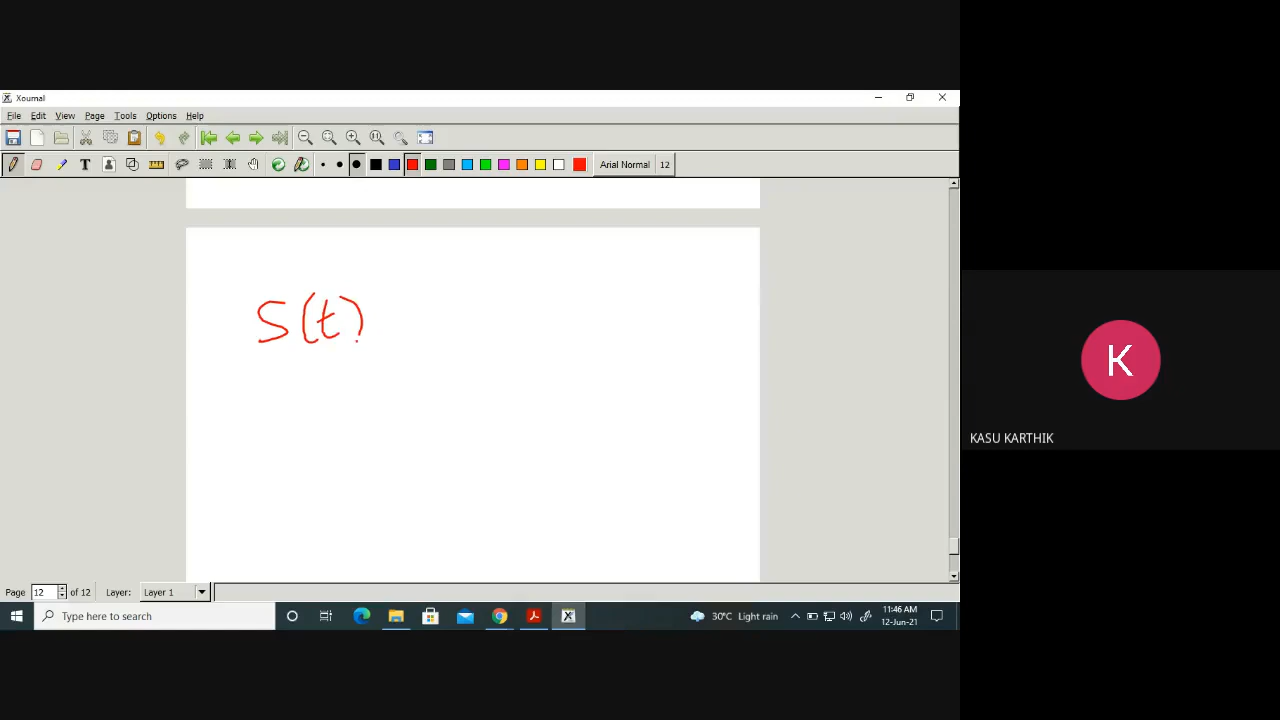 Xournal
File Edit View Page Tools Options Help
T Arial Normal 12
S(t)
K
KASU KARTHIK
Page 12 of 12 Layer: Layer 1
Type here to search 30°C Light rain 11:46 AM
12-Jun-21